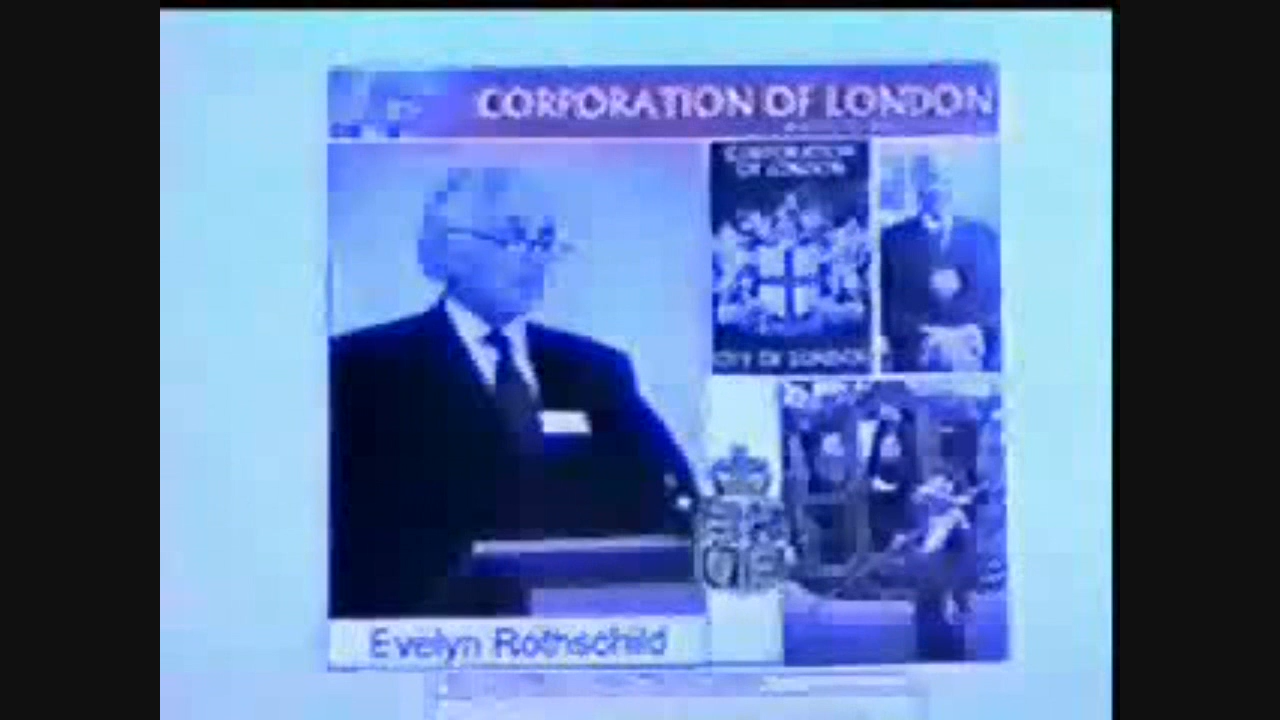 CORPORATION OF LONDON
CORPORATION
OF LONDON
CITY OF LONDON
Evelyn Rothschild